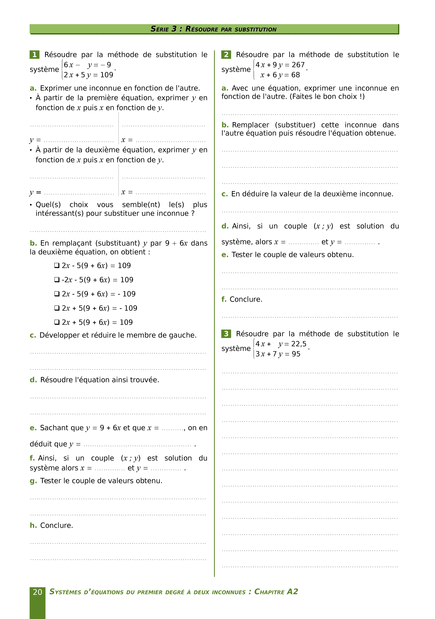 SÉRIE 3 : RÉSOUDRE PAR SUBSTITUTION
1 Résoudre par la méthode de substitution le
système { 6x - y = - 9
2x + 5y = 109 .
a. Exprimer une inconnue en fonction de l'autre.
• À partir de la première équation, exprimer y en
fonction de x puis x en fonction de y.
y = ........ x = ........
• À partir de la deuxième équation, exprimer y en
fonction de x puis x en fonction de y.
y = ........ x = ........
• Quel(s) choix vous semble(nt) le(s) plus
intéressant(s) pour substituer une inconnue ?
b. En remplaçant (substituant) y par 9 + 6x dans
la deuxième équation, on obtient :
❑ 2x - 5(9 + 6x) = 109
❑ -2x - 5(9 + 6x) = 109
❑ 2x - 5(9 + 6x) = - 109
❑ 2x + 5(9 + 6x) = - 109
❑ 2x + 5(9 + 6x) = 109
c. Développer et réduire le membre de gauche.
d. Résoudre l'équation ainsi trouvée.
e. Sachant que y = 9 + 6x et que x = ........, on en
déduit que y = ........ .
f. Ainsi, si un couple (x ; y) est solution du
système alors x = ........ et y = ........ .
g. Tester le couple de valeurs obtenu.
h. Conclure.
2 Résoudre par la méthode de substitution le
système { 4x + 9y = 267
x + 6y = 68 .
a. Avec une équation, exprimer une inconnue en
fonction de l'autre. (Faites le bon choix !)
b. Remplacer (substituer) cette inconnue dans
l'autre équation puis résoudre l'équation obtenue.
c. En déduire la valeur de la deuxième inconnue.
d. Ainsi, si un couple (x ; y) est solution du
système, alors x = ........ et y = ........ .
e. Tester le couple de valeurs obtenu.
f. Conclure.
3 Résoudre par la méthode de substitution le
système { 4x + y = 22,5
3x + 7y = 95 .
20 SYSTÈMES D'ÉQUATIONS DU PREMIER DEGRÉ À DEUX INCONNUES : CHAPITRE A2